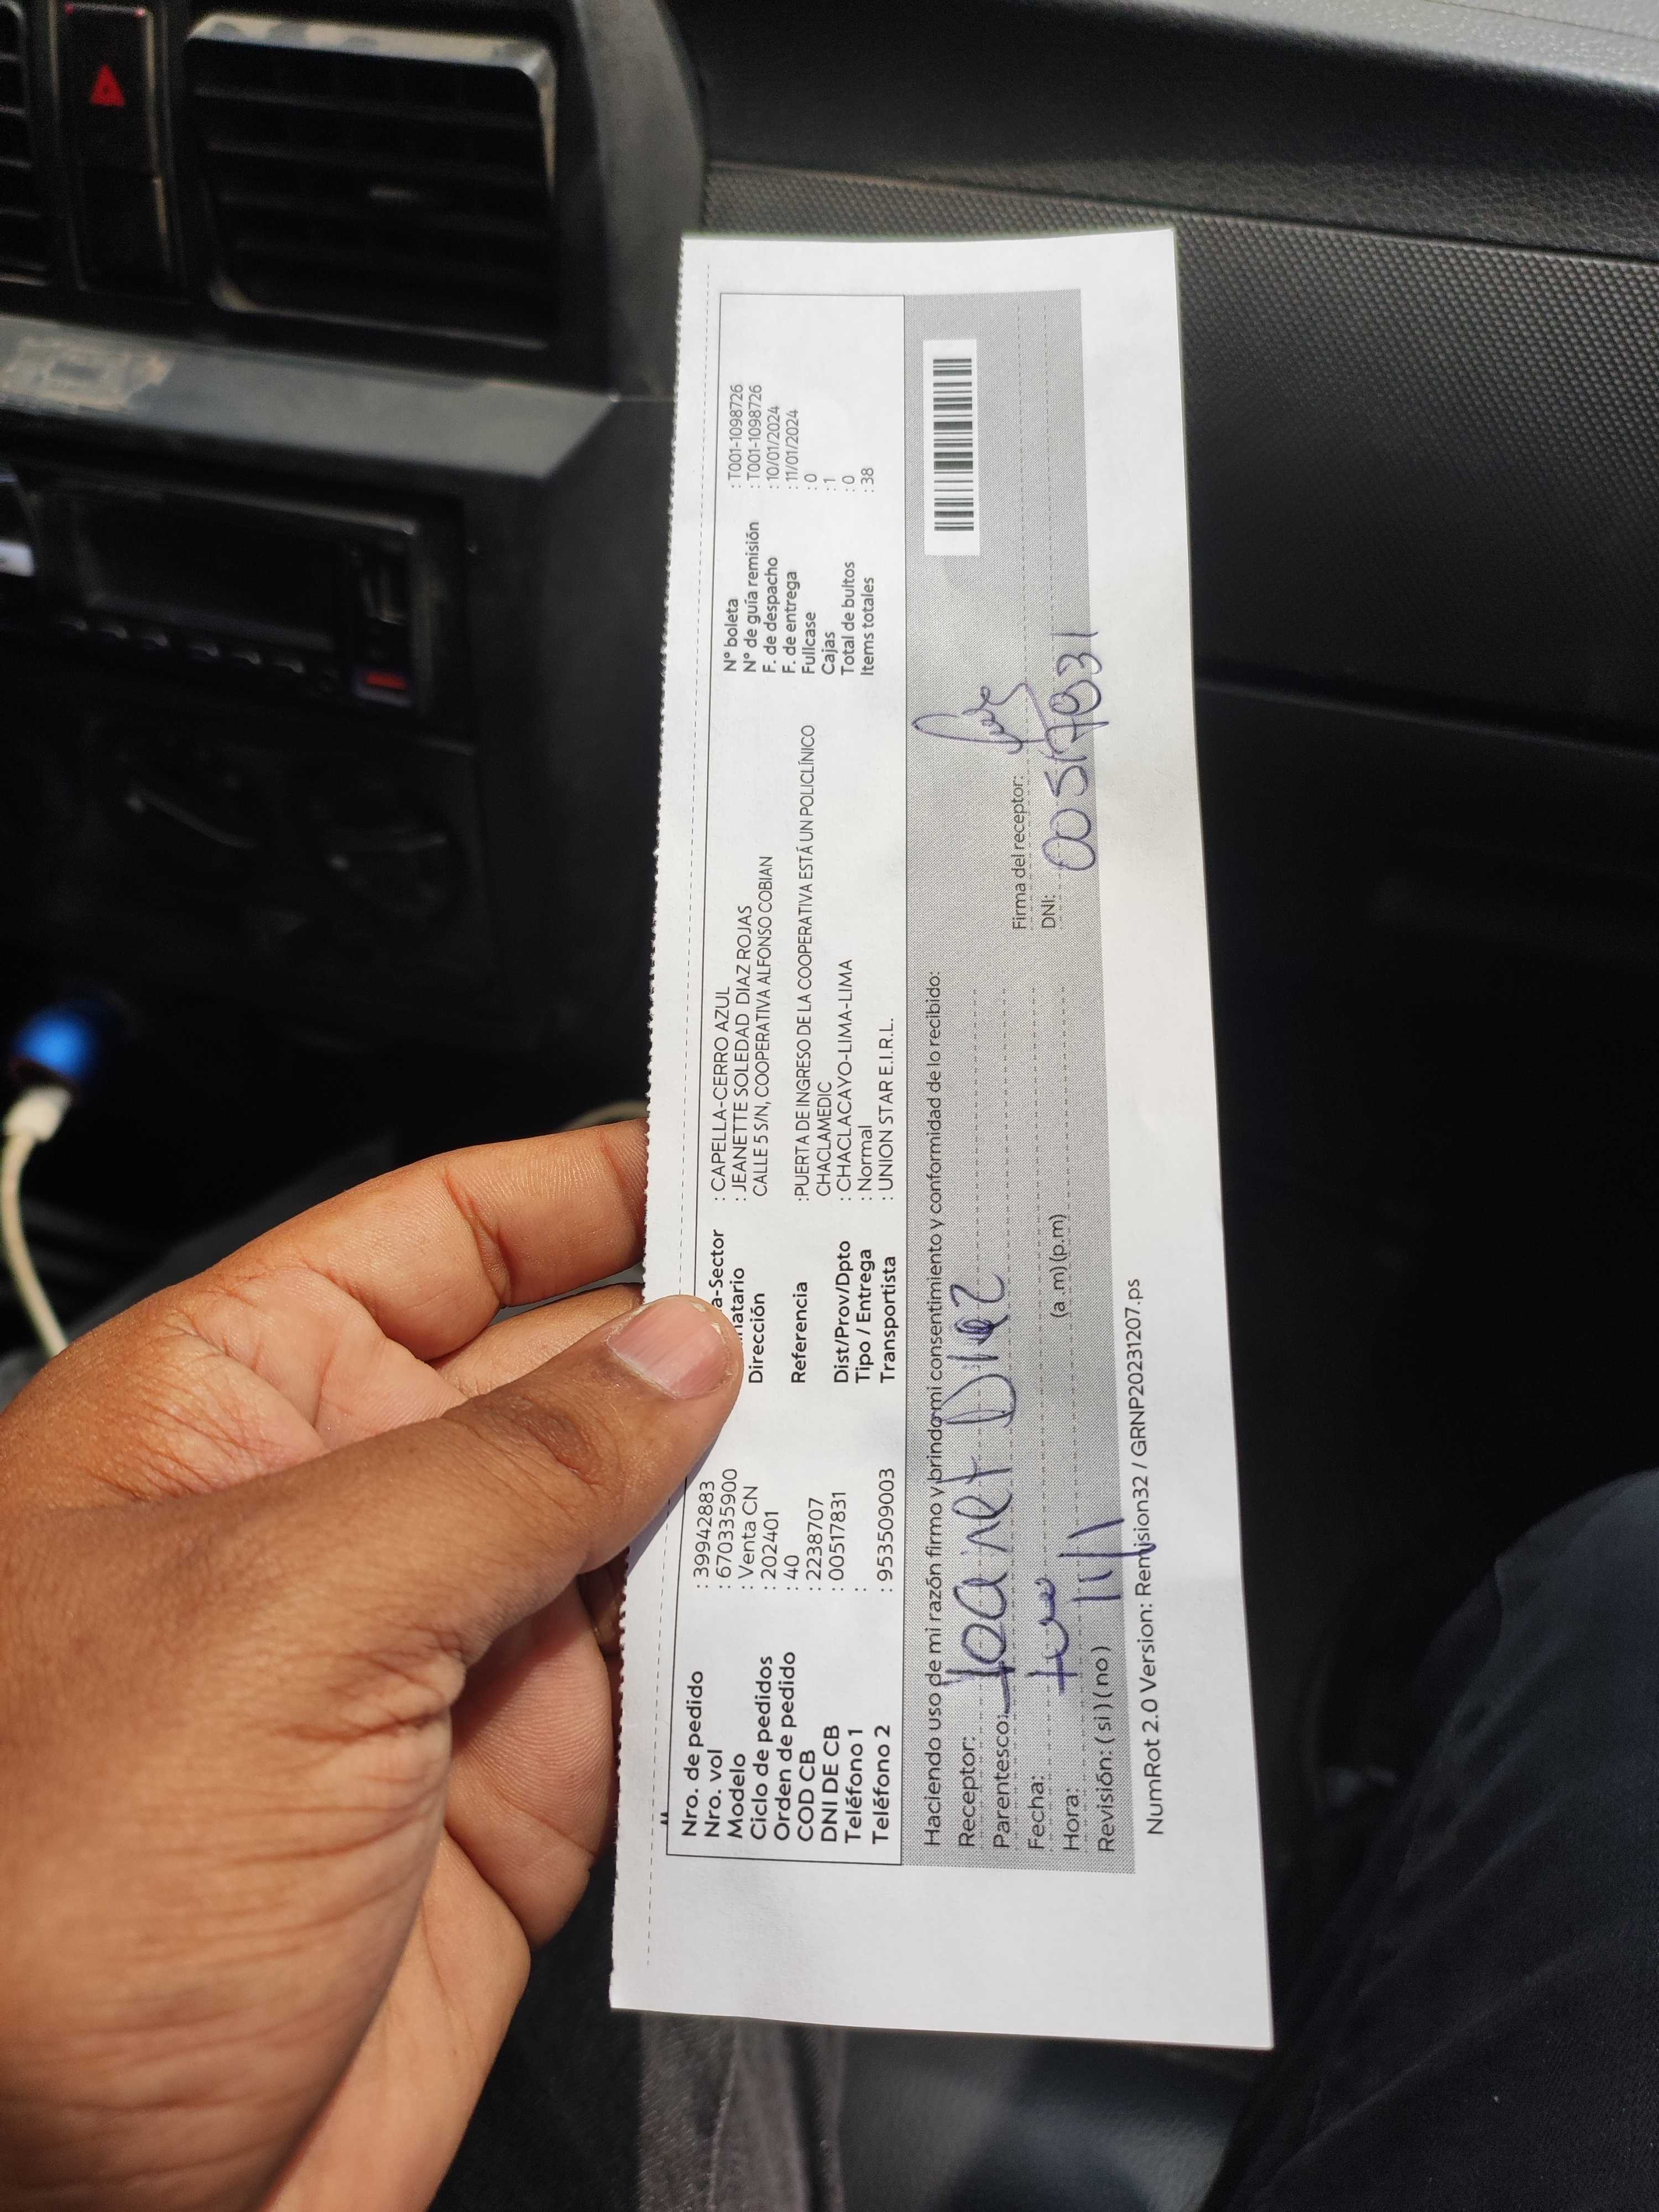 Nro. de pedido : 39942883
Nro. vol : 670335900
Modelo : Venta CN
Ciclo de pedidos : 202401
Orden de pedido : 40
COD CB : 2238707
DNI DE CB : 00517831
Teléfono 1 :
Teléfono 2 : 953509003
a-Sector : CAPELLA-CERRO AZUL
natario : JEANETTE SOLEDAD DIAZ ROJAS
Dirección CALLE 5 S/N, COOPERATIVA ALFONSO COBIAN
Referencia :PUERTA DE INGRESO DE LA COOPERATIVA ESTÁ UN POLICLÍNICO
CHACLAMEDIC
Dist/Prov/Dpto : CHACLACAYO-LIMA-LIMA
Tipo / Entrega : Normal
Transportista : UNION STAR E.I.R.L.
N° boleta : T001-1098726
N° de guía remisión : T001-1098726
F. de despacho : 10/01/2024
F. de entrega : 11/01/2024
Fullcase : 0
Cajas : 1
Total de bultos : 0
Items totales : 38
Haciendo uso de mi razón firmo y brindo mi consentimiento y conformidad de lo recibido:
Receptor: Díaz
Parentesco:
Fecha:
Hora: (a .m) (p.m)
Revisión: ( si ) ( no )
Firma del receptor:
DNI: 00517831
NumRot 2.0 Version: Remision32 / GRNP20231207.ps